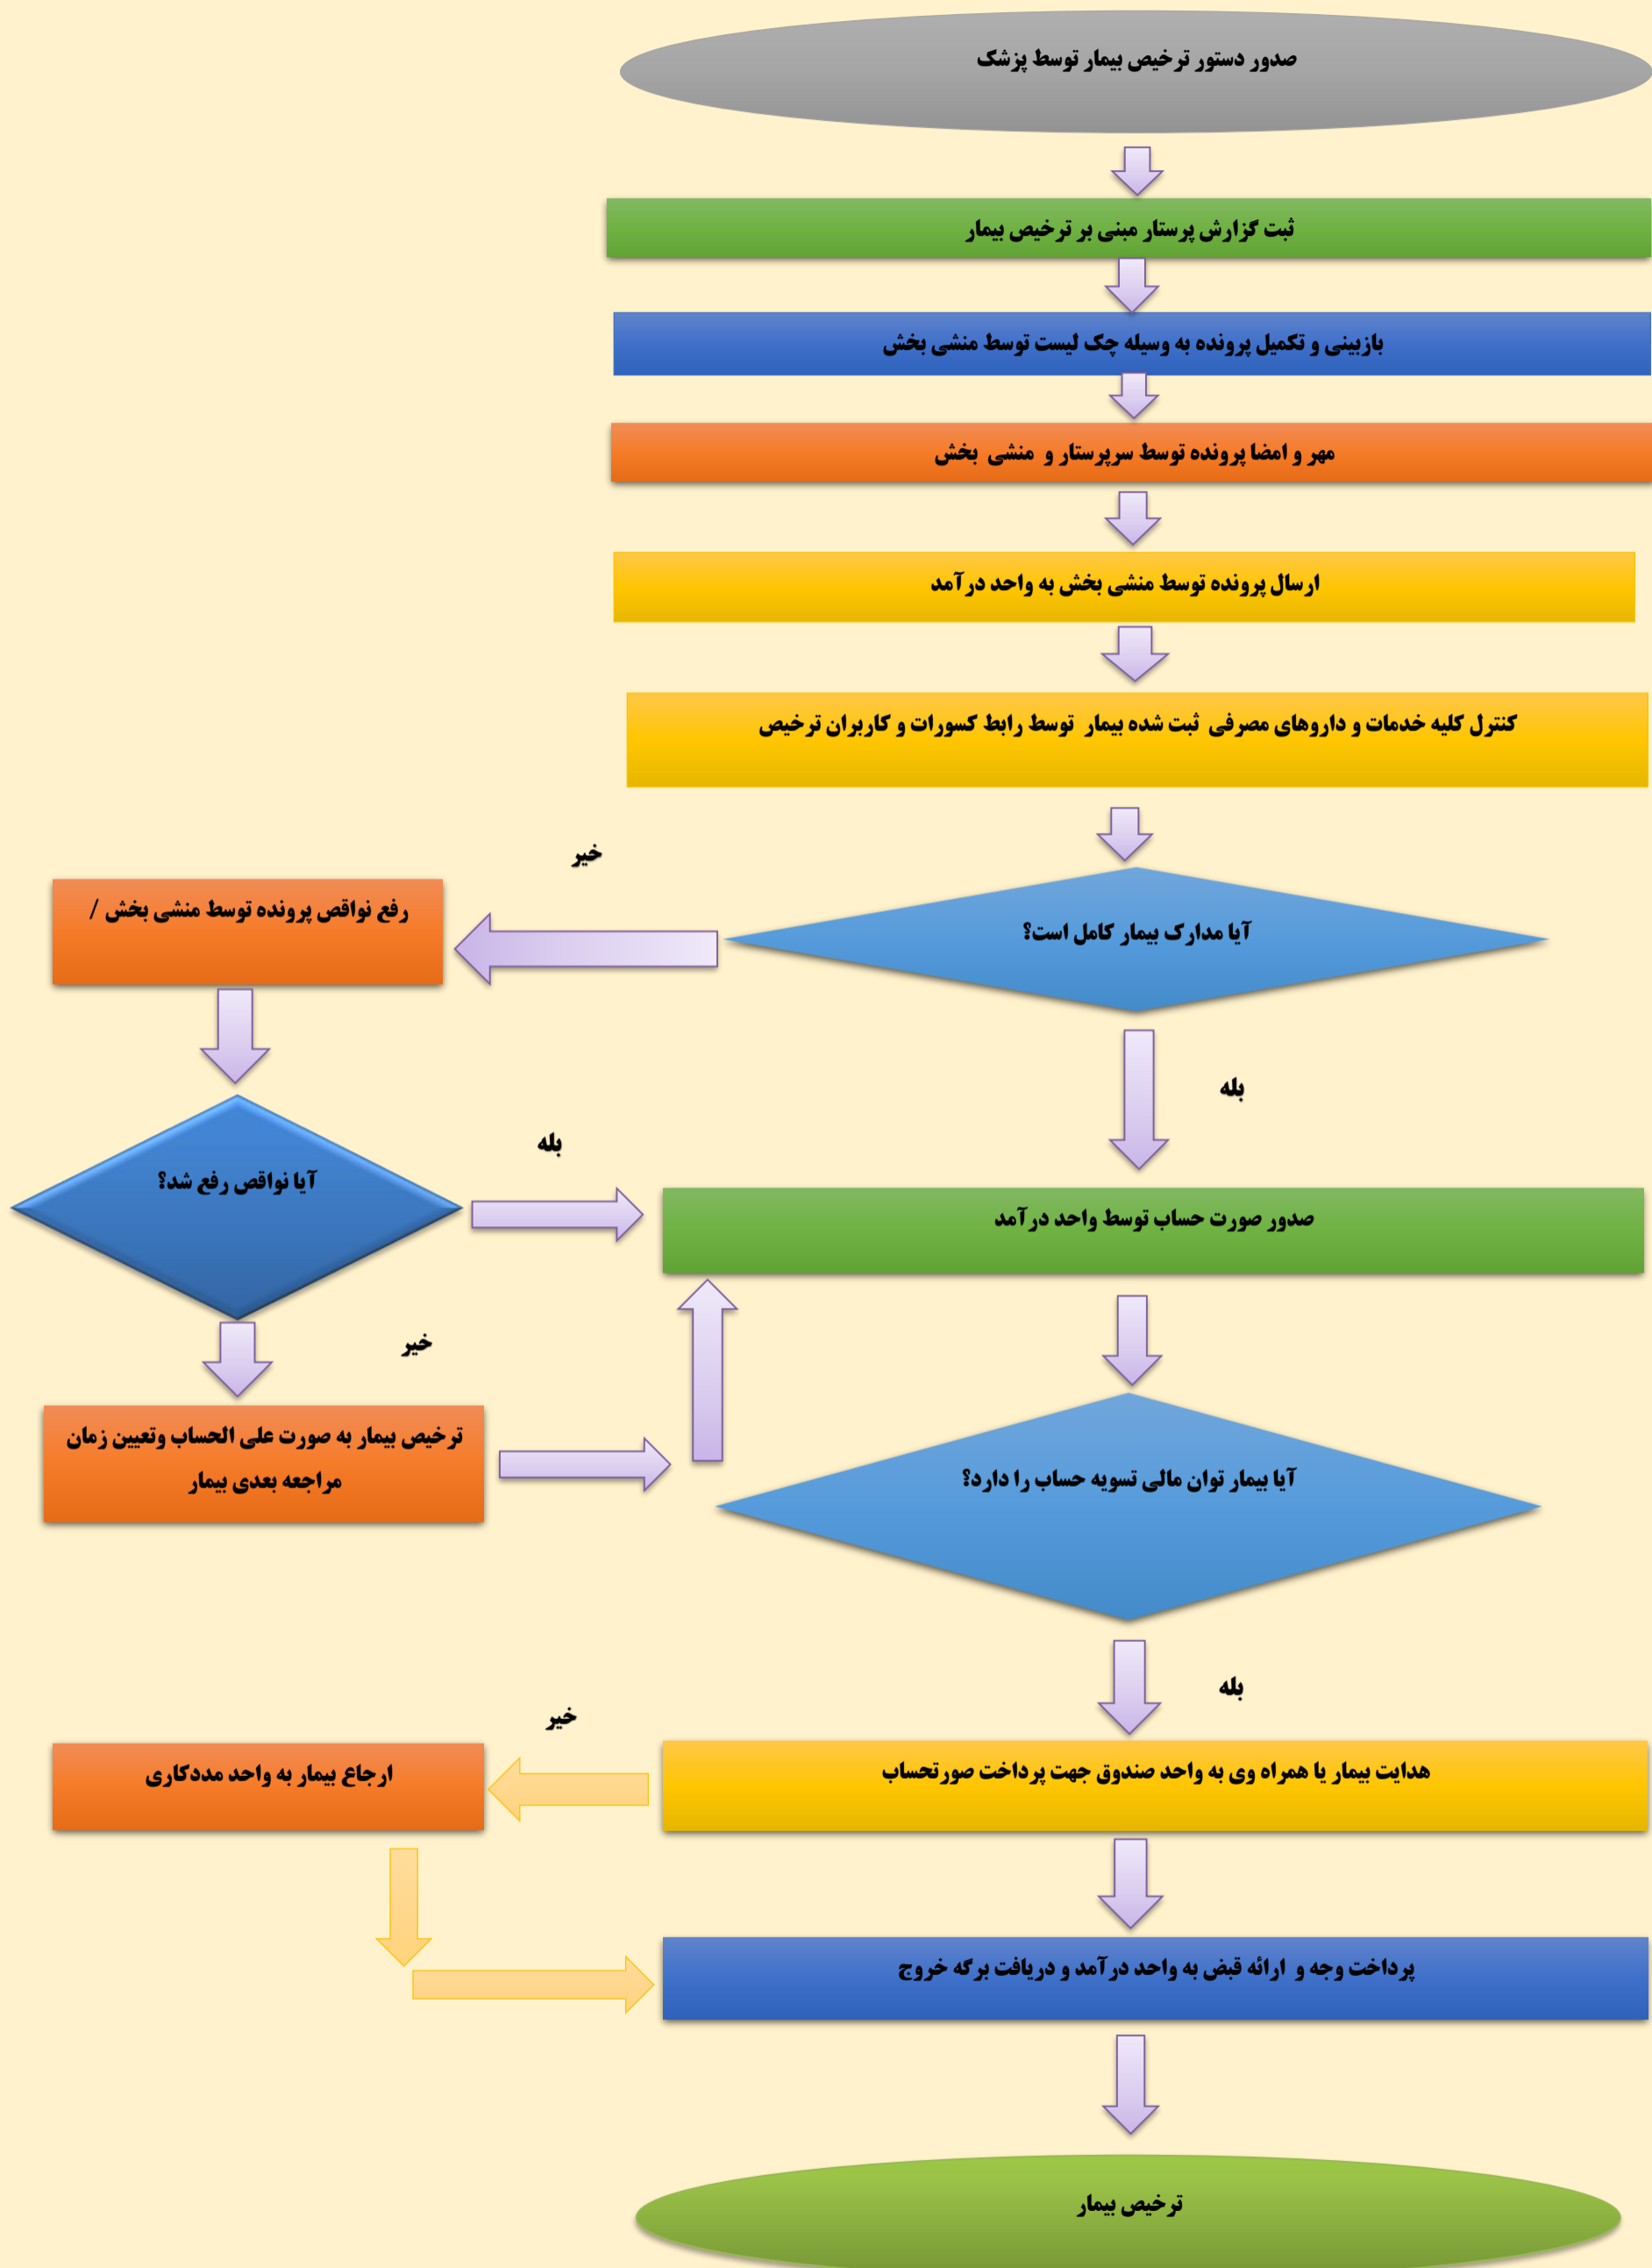 صدور دستور ترخیص بیمار توسط پزشک
ثبت گزارش پرستار مبنی بر ترخیص بیمار
بازبینی و تکمیل پرونده به وسیله چک لیست توسط منشی بخش
مهر و امضا پرونده توسط سرپرستار و منشی بخش
ارسال پرونده توسط منشی بخش به واحد درآمد
کنترل کلیه خدمات و داروهای مصرفی ثبت شده بیمار توسط رابط کسورات و کاربران ترخیص
خیر
آیا مدارک بیمار کامل است؟
رفع نواقص پرونده توسط منشی بخش /
بله
بله
آیا نواقص رفع شد؟
صدور صورت حساب توسط واحد درآمد
خیر
ترخیص بیمار به صورت علی الحساب وتعیین زمان
مراجعه بعدی بیمار
آیا بیمار توان مالی تسویه حساب را دارد؟
بله
خیر
هدایت بیمار یا همراه وی به واحد صندوق جهت پرداخت صورتحساب
ارجاع بیمار به واحد مددکاری
پرداخت وجه و ارائه قبض به واحد درآمد و دریافت برگه خروج
ترخیص بیمار